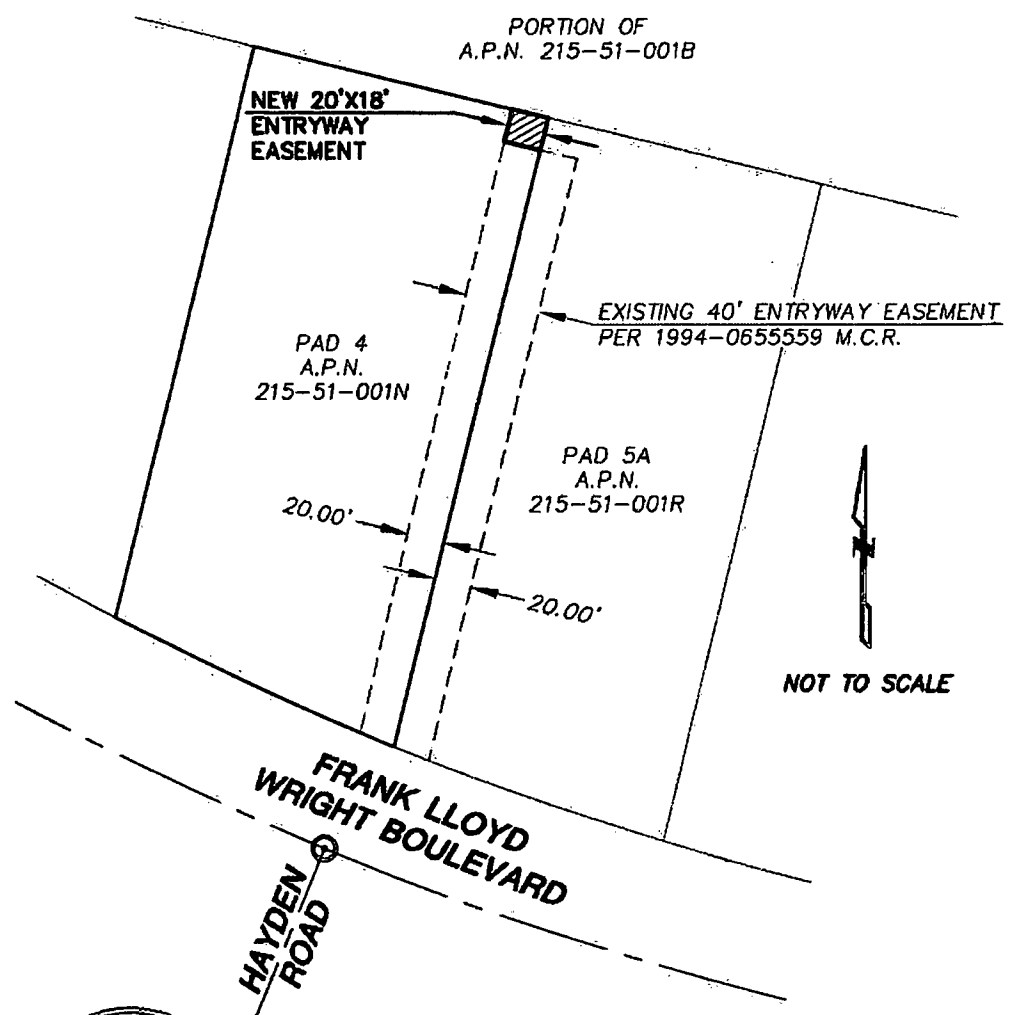 PORTION OF
A.P.N. 215-51-001B
NEW 20'X18'
ENTRYWAY
EASEMENT
EXISTING 40' ENTRYWAY EASEMENT
PER 1994-0655559 M.C.R.
PAD 4
A.P.N.
215-51-001N
PAD 5A
A.P.N.
215-51-001R
20.00'
20.00'
N
NOT TO SCALE
FRANK LLOYD
WRIGHT BOULEVARD
HAYDEN
ROAD